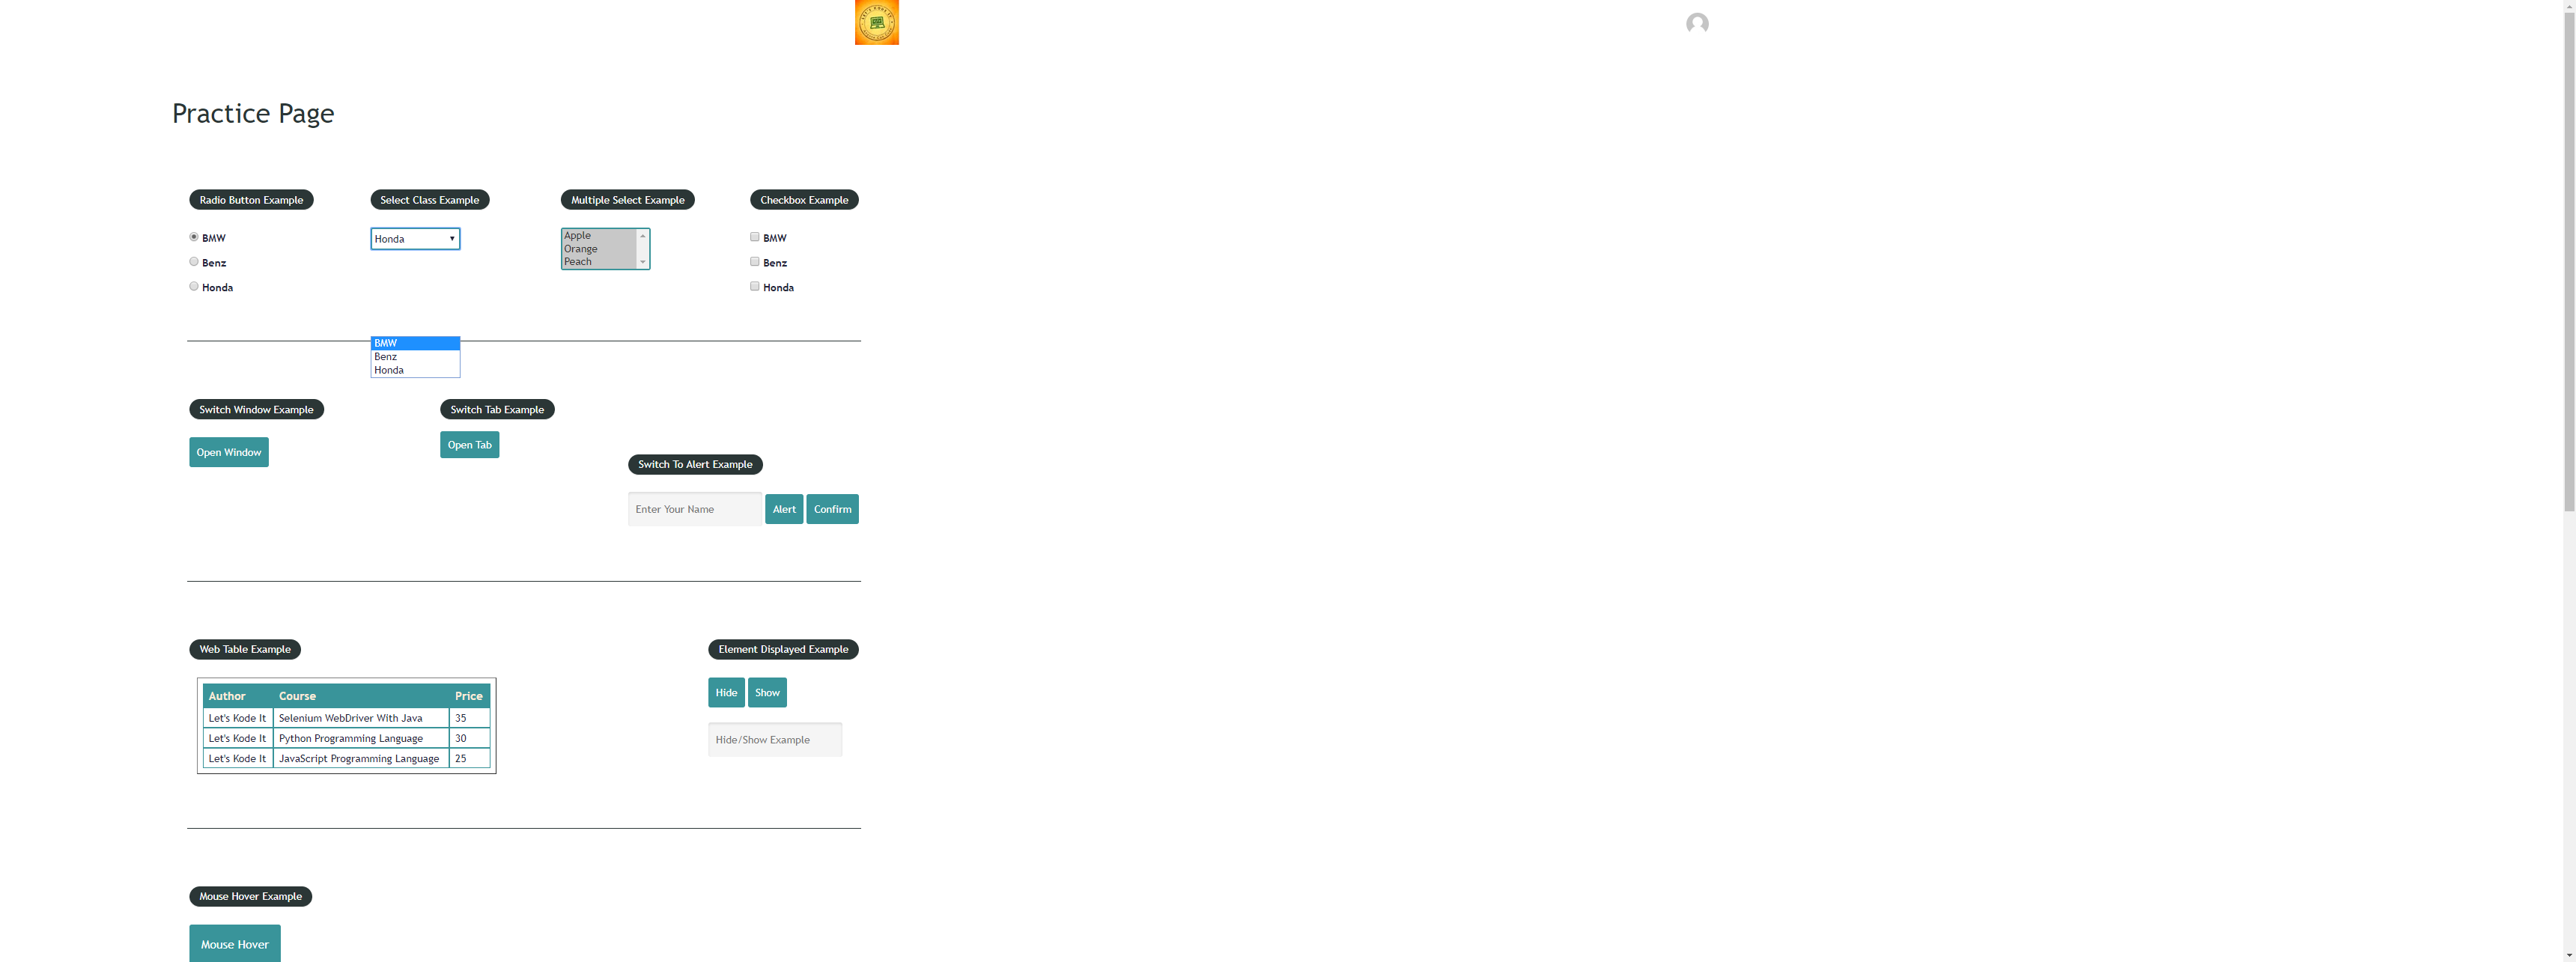 Practice Page
Radio Button Example
Select Class Example
Multiple Select Example
Checkbox Example
BMW
Benz
Honda
Honda
Apple
Orange
Peach
BMW
Benz
Honda
BMW
Benz
Honda
Switch Window Example
Open Window
Switch Tab Example
Open Tab
Switch To Alert Example
Enter Your Name
Alert
Confirm
Web Table Example
Author Course Price
Let's Kode It Selenium WebDriver With Java 35
Let's Kode It Python Programming Language 30
Let's Kode It JavaScript Programming Language 25
Element Displayed Example
Hide
Show
Hide/Show Example
Mouse Hover Example
Mouse Hover